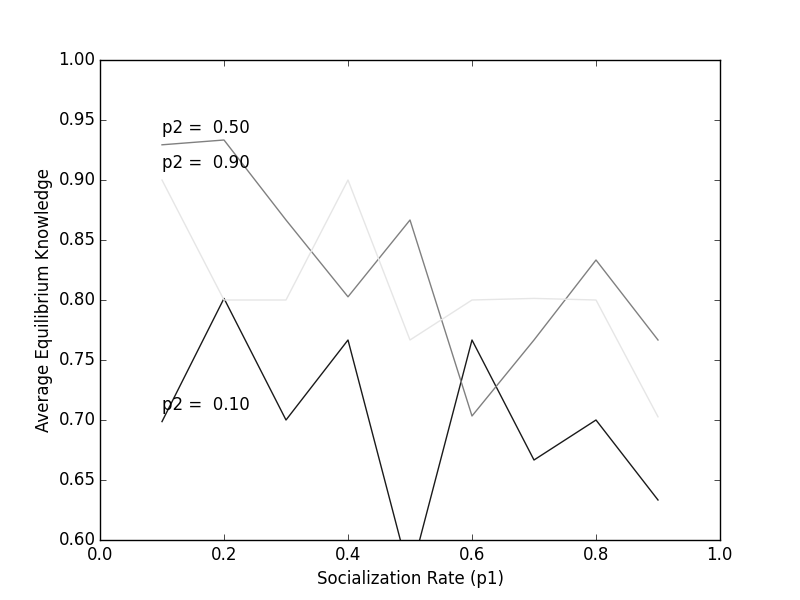 1.00
0.95
p2 =  0.50
p2 =  0.90
0.90
0.85
0.80
0.75
0.70
p2 =  0.10
0.65
0.60
Average Equilibrium Knowledge
0.0 0.2 0.4 0.6 0.8 1.0
Socialization Rate (p1)